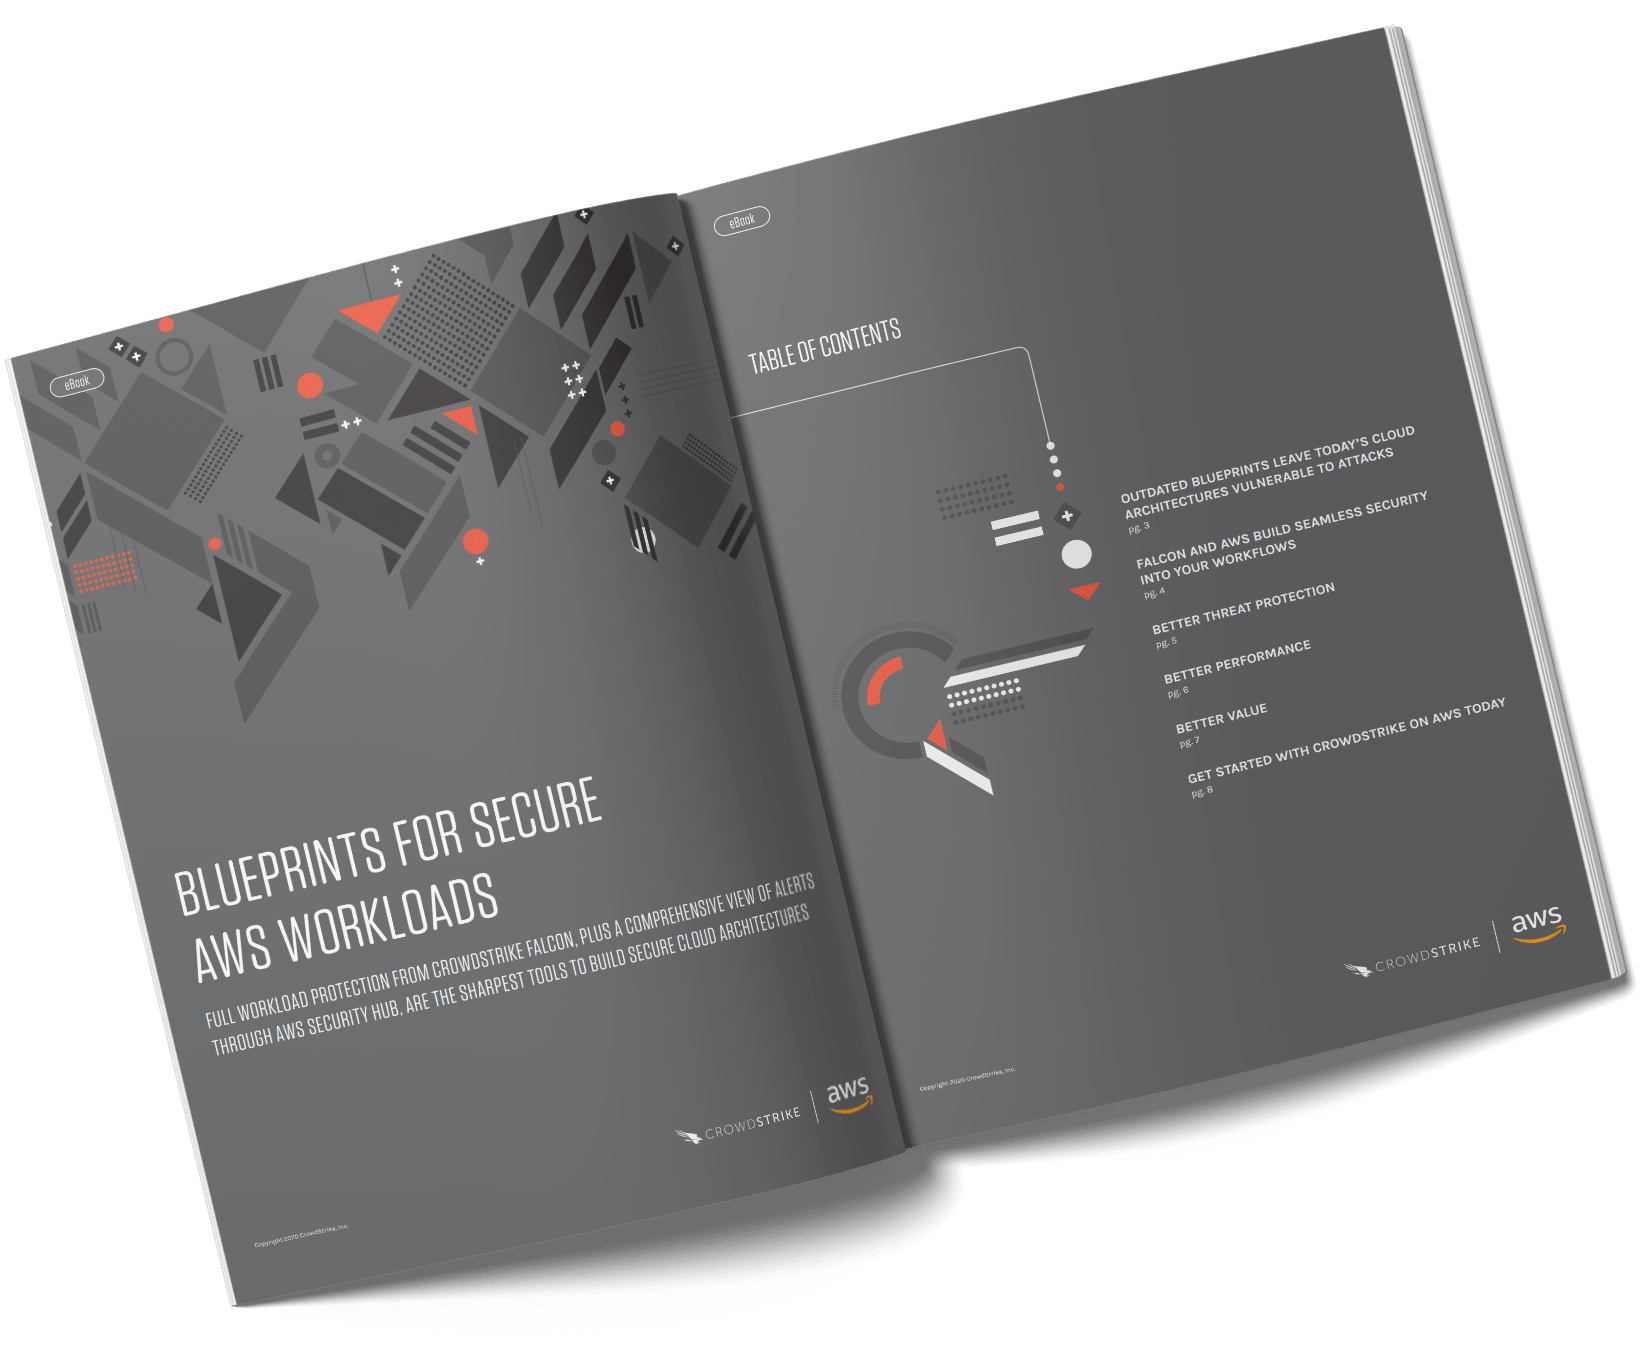 eBook
BLUEPRINTS FOR SECURE
AWS WORKLOADS
FULL WORKLOAD PROTECTION FROM CROWDSTRIKE FALCON, PLUS A COMPREHENSIVE VIEW OF ALERTS
THROUGH AWS SECURITY HUB, ARE THE SHARPEST TOOLS TO BUILD SECURE CLOUD ARCHITECTURES
CROWDSTRIKE
aws
Copyright 2020 CrowdStrike, Inc.
eBook
TABLE OF CONTENTS
OUTDATED BLUEPRINTS LEAVE TODAY'S CLOUD
ARCHITECTURES VULNERABLE TO ATTACKS
pg. 3
FALCON AND AWS BUILD SEAMLESS SECURITY
INTO YOUR WORKFLOWS
pg. 4
BETTER THREAT PROTECTION
pg. 5
BETTER PERFORMANCE
pg. 6
BETTER VALUE
pg. 7
GET STARTED WITH CROWDSTRIKE ON AWS TODAY
pg. 8
CROWDSTRIKE
aws
Copyright 2020 CrowdStrike, Inc.